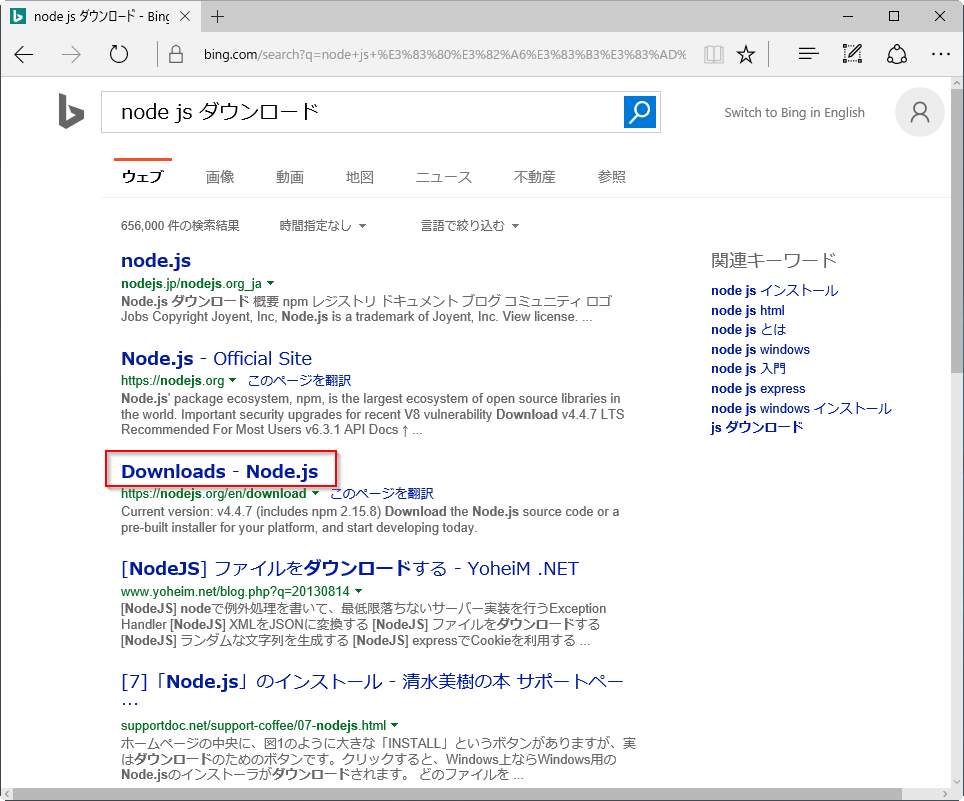 node js ダウンロード - Bing
bing.com/search?q=node+js+%E3%83%80%E3%82%A6%E3%83%B3%E3%83%AD%
node js ダウンロード
Switch to Bing in English
ウェブ 画像 動画 地図 ニュース 不動産 参照
656,000 件の検索結果 時間指定なし 言語で絞り込む
node.js
nodejs.jp/nodejs.org_ja
Node.js ダウンロード 概要 npm レジストリ ドキュメント ブログ コミュニティ ロゴ
Jobs Copyright Joyent, Inc, Node.js is a trademark of Joyent, Inc. View license. ...
Node.js - Official Site
https://nodejs.org このページを翻訳
Node.js' package ecosystem, npm, is the largest ecosystem of open source libraries in
the world. Important security upgrades for recent V8 vulnerability Download v4.4.7 LTS
Recommended For Most Users v6.3.1 API Docs ↑ ...
Downloads - Node.js
https://nodejs.org/en/download このページを翻訳
Current version: v4.4.7 (includes npm 2.15.8) Download the Node.js source code or a
pre-built installer for your platform, and start developing today.
[NodeJS] ファイルをダウンロードする - YoheiM .NET
www.yoheim.net/blog.php?q=20130814
[NodeJS] nodeで例外処理を書いて、最低限落ちないサーバー実装を行うException
Handler [NodeJS] XMLをJSONに変換する [NodeJS] ファイルをダウンロードする
[NodeJS] ランダムな文字列を生成する [NodeJS] expressでCookieを利用する ...
[7]「Node.js」のインストール - 清水美樹の本 サポートペー
...
supportdoc.net/support-coffee/07-nodejs.html
ホームページの中央に、図1のように大きな「INSTALL」というボタンがありますが、実
はダウンロードのためのボタンです。クリックすると、Windows上ならWindows用の
Node.jsのインストーラがダウンロードされます。 どのファイルを ...
関連キーワード
node js インストール
node js html
node js とは
node js windows
node js 入門
node js express
node js windows インストール
js ダウンロード